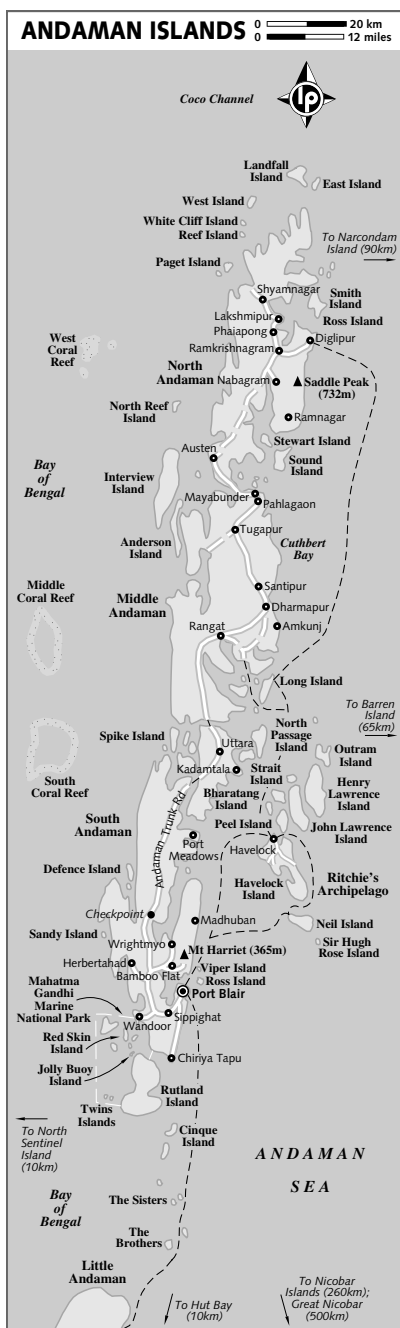 ANDAMAN ISLANDS
0 20 km
0 12 miles
Coco Channel
lp
Landfall
Island
East Island
West Island
White Cliff Island
Reef Island
To Narcondam
Island (90km)
Paget Island
Shyamnagar
Smith
Island
Lakshmipur
Ross Island
Phaiapong
Diglipur
West
Coral
Reef
Ramkrishnagram
North
Andaman
Nabagram
Saddle Peak
(732m)
North Reef
Island
Ramnagar
Stewart Island
Austen
Sound
Island
Bay
of
Bengal
Interview
Island
Mayabunder
Pahlagaon
Tugapur
Anderson
Island
Cuthbert
Bay
Middle
Coral Reef
Middle
Andaman
Santipur
Dharmapur
Rangat
Amkunj
Long Island
To Barren
Island
(65km)
Spike Island
North
Passage
Island
Uttara
Outram
Island
South
Coral Reef
Kadamtala
Strait
Island
Henry
Lawrence
Island
Bharatang
Island
South
Andaman
Andaman Trunk Rd
Peel Island
John Lawrence
Island
Port
Meadows
Havelock
Defence Island
Havelock
Island
Ritchie's
Archipelago
Checkpoint
Madhuban
Neil Island
Sandy Island
Wrightmyo
Mt Harriet (365m)
Sir Hugh
Rose Island
Herbertahad
Bamboo Flat
Viper Island
Ross Island
Mahatma
Gandhi
Marine
National Park
Port Blair
Wandoor
Sippighat
Red Skin
Island
Jolly Buoy
Island
Chiriya Tapu
Rutland
Island
Twins
Islands
To North
Sentinel
Island
(10km)
Cinque
Island
ANDAMAN
SEA
Bay
of
Bengal
The Sisters
The
Brothers
Little
Andaman
To Hut Bay
(10km)
To Nicobar
Islands (260km);
Great Nicobar
(500km)